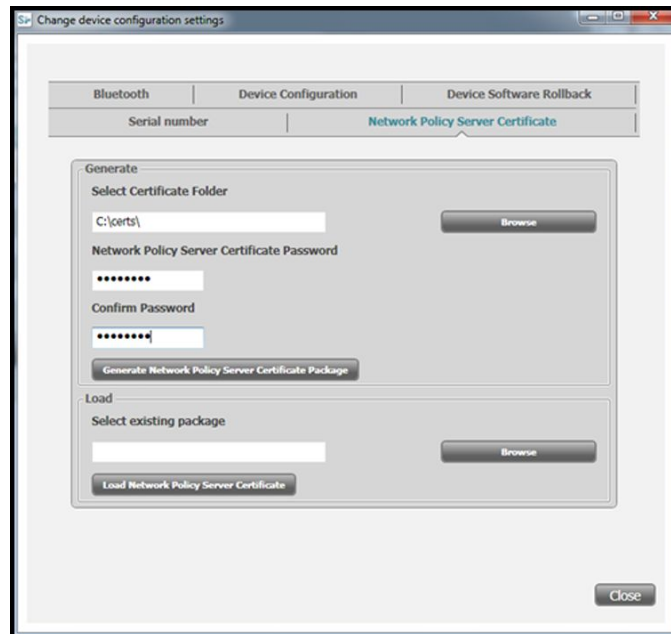 Change device configuration settings
Bluetooth Device Configuration Device Software Rollback
Serial number Network Policy Server Certificate
Generate
Select Certificate Folder
C:\certs\ Browse
Network Policy Server Certificate Password
••••••••
Confirm Password
••••••••
Generate Network Policy Server Certificate Package
Load
Select existing package
Browse
Load Network Policy Server Certificate
Close